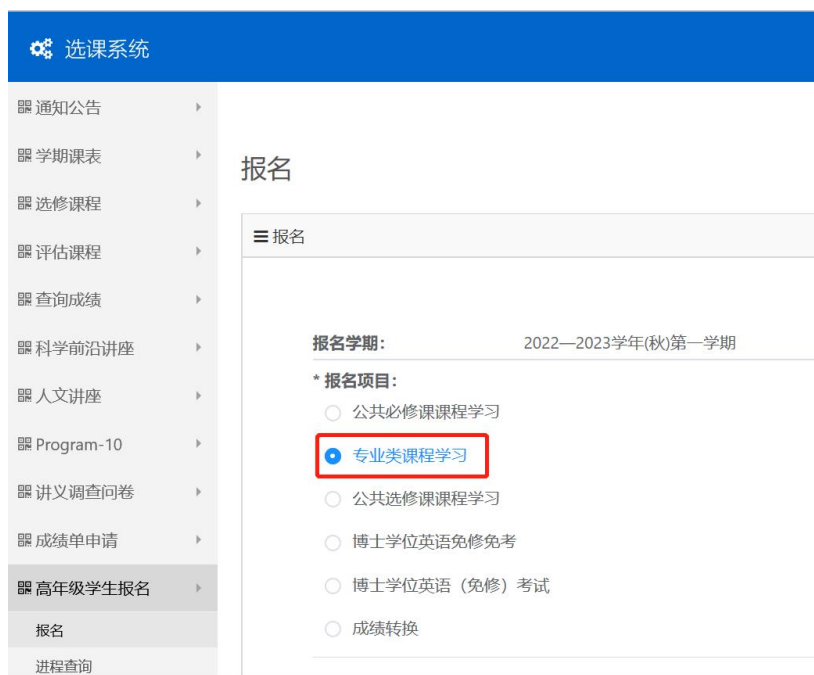 选课系统
通知公告
学期课表
选修课程
评估课程
查询成绩
科学前沿讲座
人文讲座
Program-10
讲义调查问卷
成绩单申请
高年级学生报名
报名
进程查询
报名
报名
报名学期： 2022—2023学年(秋)第一学期
* 报名项目：
公共必修课课程学习
专业类课程学习
公共选修课课程学习
博士学位英语免修免考
博士学位英语（免修）考试
成绩转换